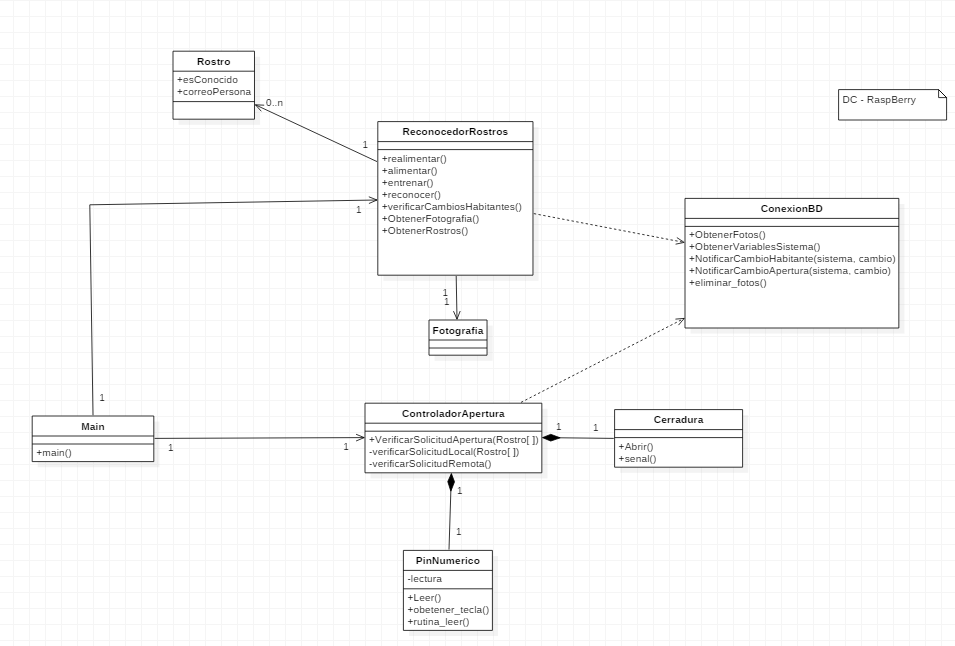 Rostro
+esConocido
+correoPersona
0..n
1
DC - RaspBerry
ReconocedorRostros
+realimentar()
+alimentar()
+entrenar()
+reconocer()
+verificarCambiosHabitantes()
+ObtenerFotografia()
+ObtenerRostros()
1
ConexionBD
+ObtenerFotos()
+ObtenerVariablesSistema()
+NotificarCambioHabitante(sistema, cambio)
+NotificarCambioApertura(sistema, cambio)
+eliminar_fotos()
1
1
Fotografia
1
Main
+main()
1
1
ControladorApertura
+VerificarSolicitudApertura(Rostro[ ])
-verificarSolicitudLocal(Rostro[ ])
-verificarSolicitudRemota()
1
1
Cerradura
+Abrir()
+senal()
1
1
PinNumerico
-lectura
+Leer()
+obetener_tecla()
+rutina_leer()